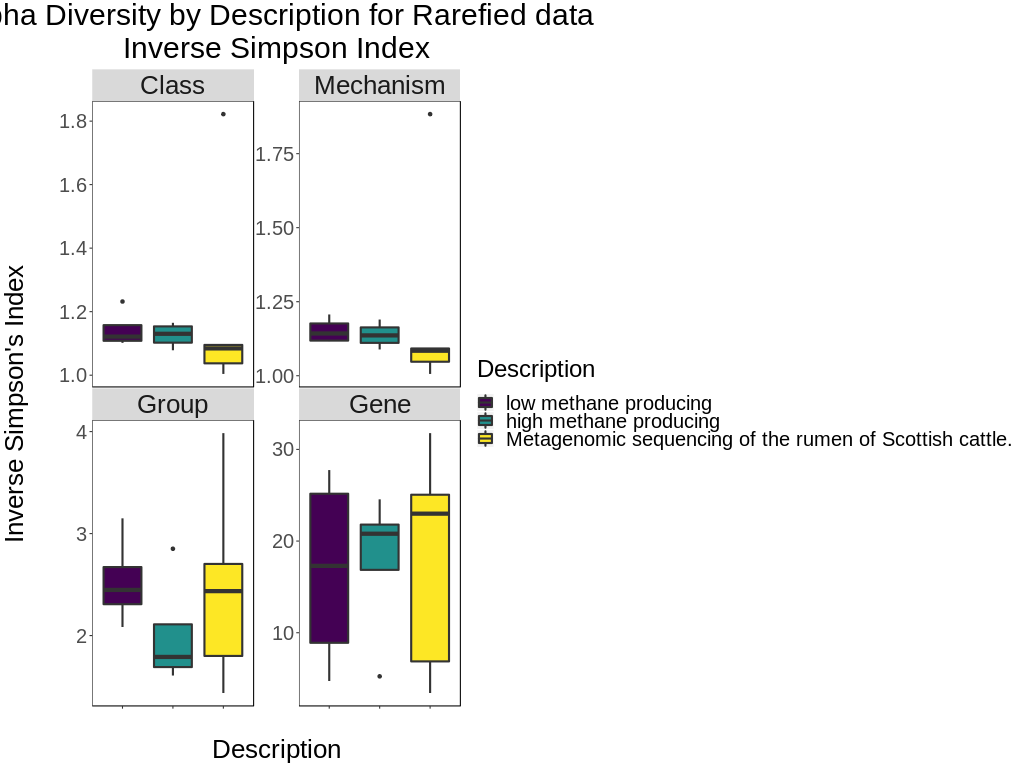 pha Diversity by Description for Rarefied data
Inverse Simpson Index
Class
Mechanism
1.8
1.6
1.4
1.2
1.0
1.75
1.50
1.25
1.00
Group
Gene
4
3
2
30
20
10
Inverse Simpson's Index
Description
Description
low methane producing
high methane producing
Metagenomic sequencing of the rumen of Scottish cattle.